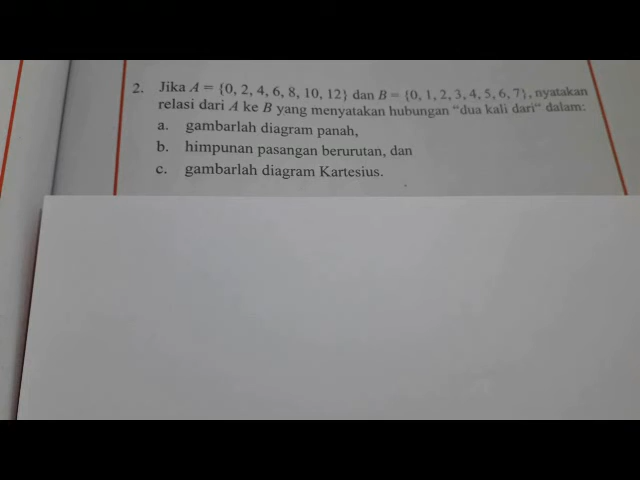 2. Jika A = {0, 2, 4, 6, 8, 10, 12} dan B = {0, 1, 2, 3, 4, 5, 6, 7}, nyatakan
relasi dari A ke B yang menyatakan hubungan “dua kali dari“ dalam:
a. gambarlah diagram panah,
b. himpunan pasangan berurutan, dan
c. gambarlah diagram Kartesius.